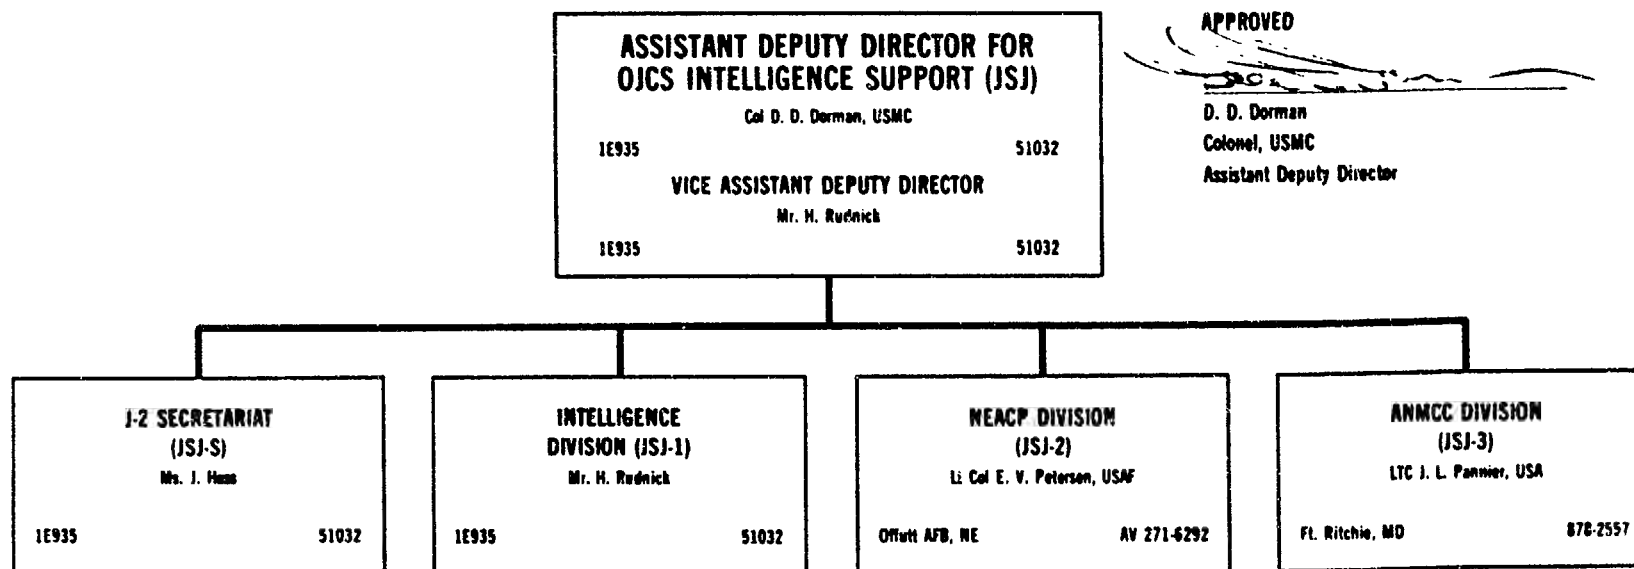 ASSISTANT DEPUTY DIRECTOR FOR
OJCS INTELLIGENCE SUPPORT (JSJ)
Col D. D. Dorman, USMC
1E935 51032
VICE ASSISTANT DEPUTY DIRECTOR
Mr. H. Rudnick
1E935 51032
APPROVED
D. D. Dorman
Colonel, USMC
Assistant Deputy Director
J-2 SECRETARIAT
(JSJ-S)
Ms. J. Hess
1E935 51032
INTELLIGENCE
DIVISION (JSJ-1)
Mr. H. Rudnick
1E935 51032
NEACP DIVISION
(JSJ-2)
Lt Col E. V. Peterson, USAF
Offutt AFB, NE AV 271-6292
ANMCC DIVISION
(JSJ-3)
LTC J. L. Pannier, USA
Ft. Ritchie, MD 878-2557